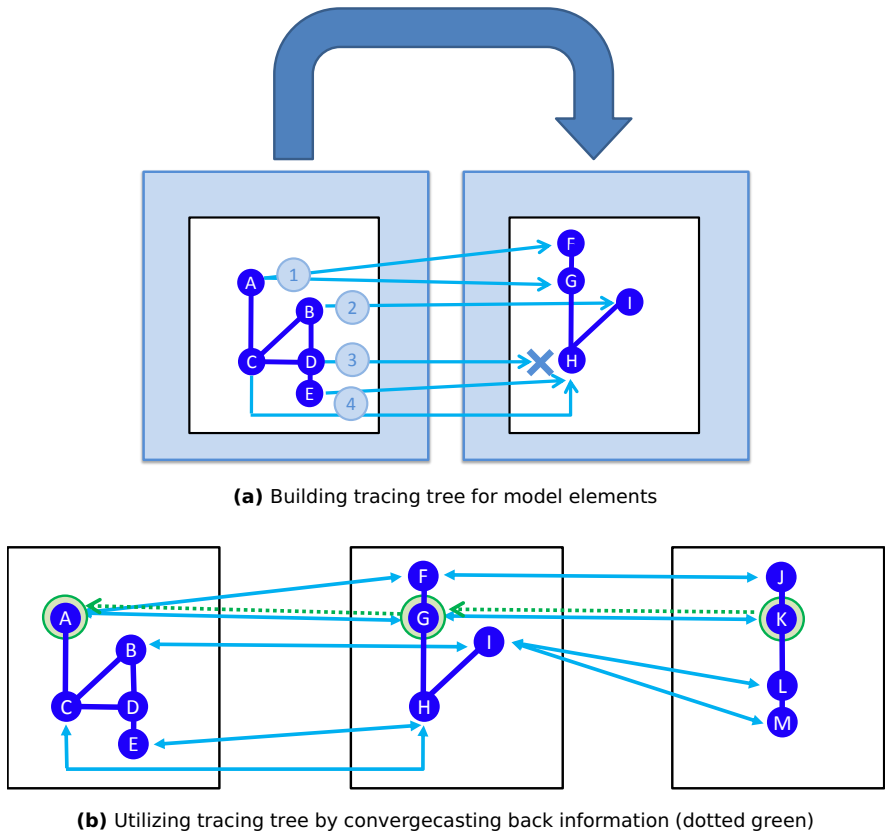 F
A
1
G
B
2
I
C
D
3
H
E
4
(a) Building tracing tree for model elements
F
J
A
G
K
B
I
L
C
D
H
M
E
(b) Utilizing tracing tree by convergecasting back information (dotted green)